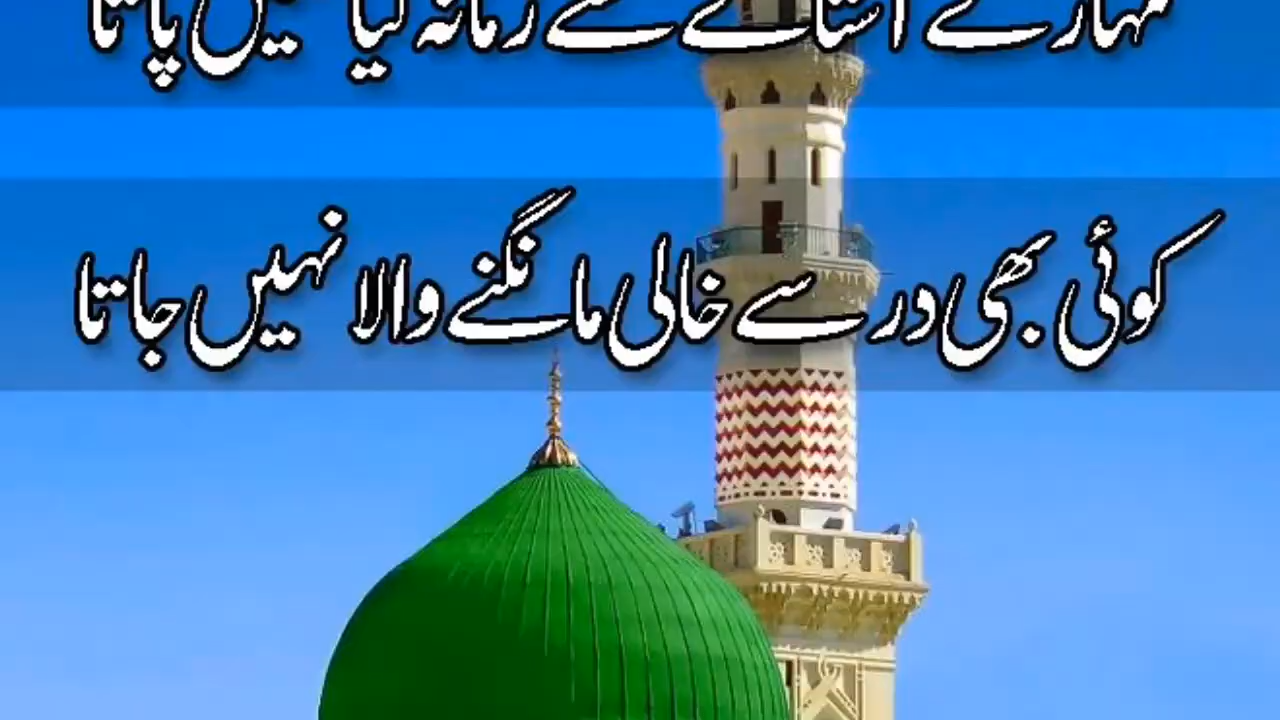 تمہارے آستانے سے زمانہ کیا نہیں پاتا
کوئی بھی در سے خالی مانگنے والا نہیں جاتا